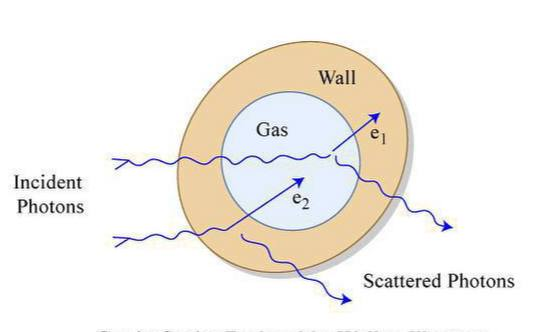 Wall
Gas
e1
Incident
Photons
e2
Scattered Photons